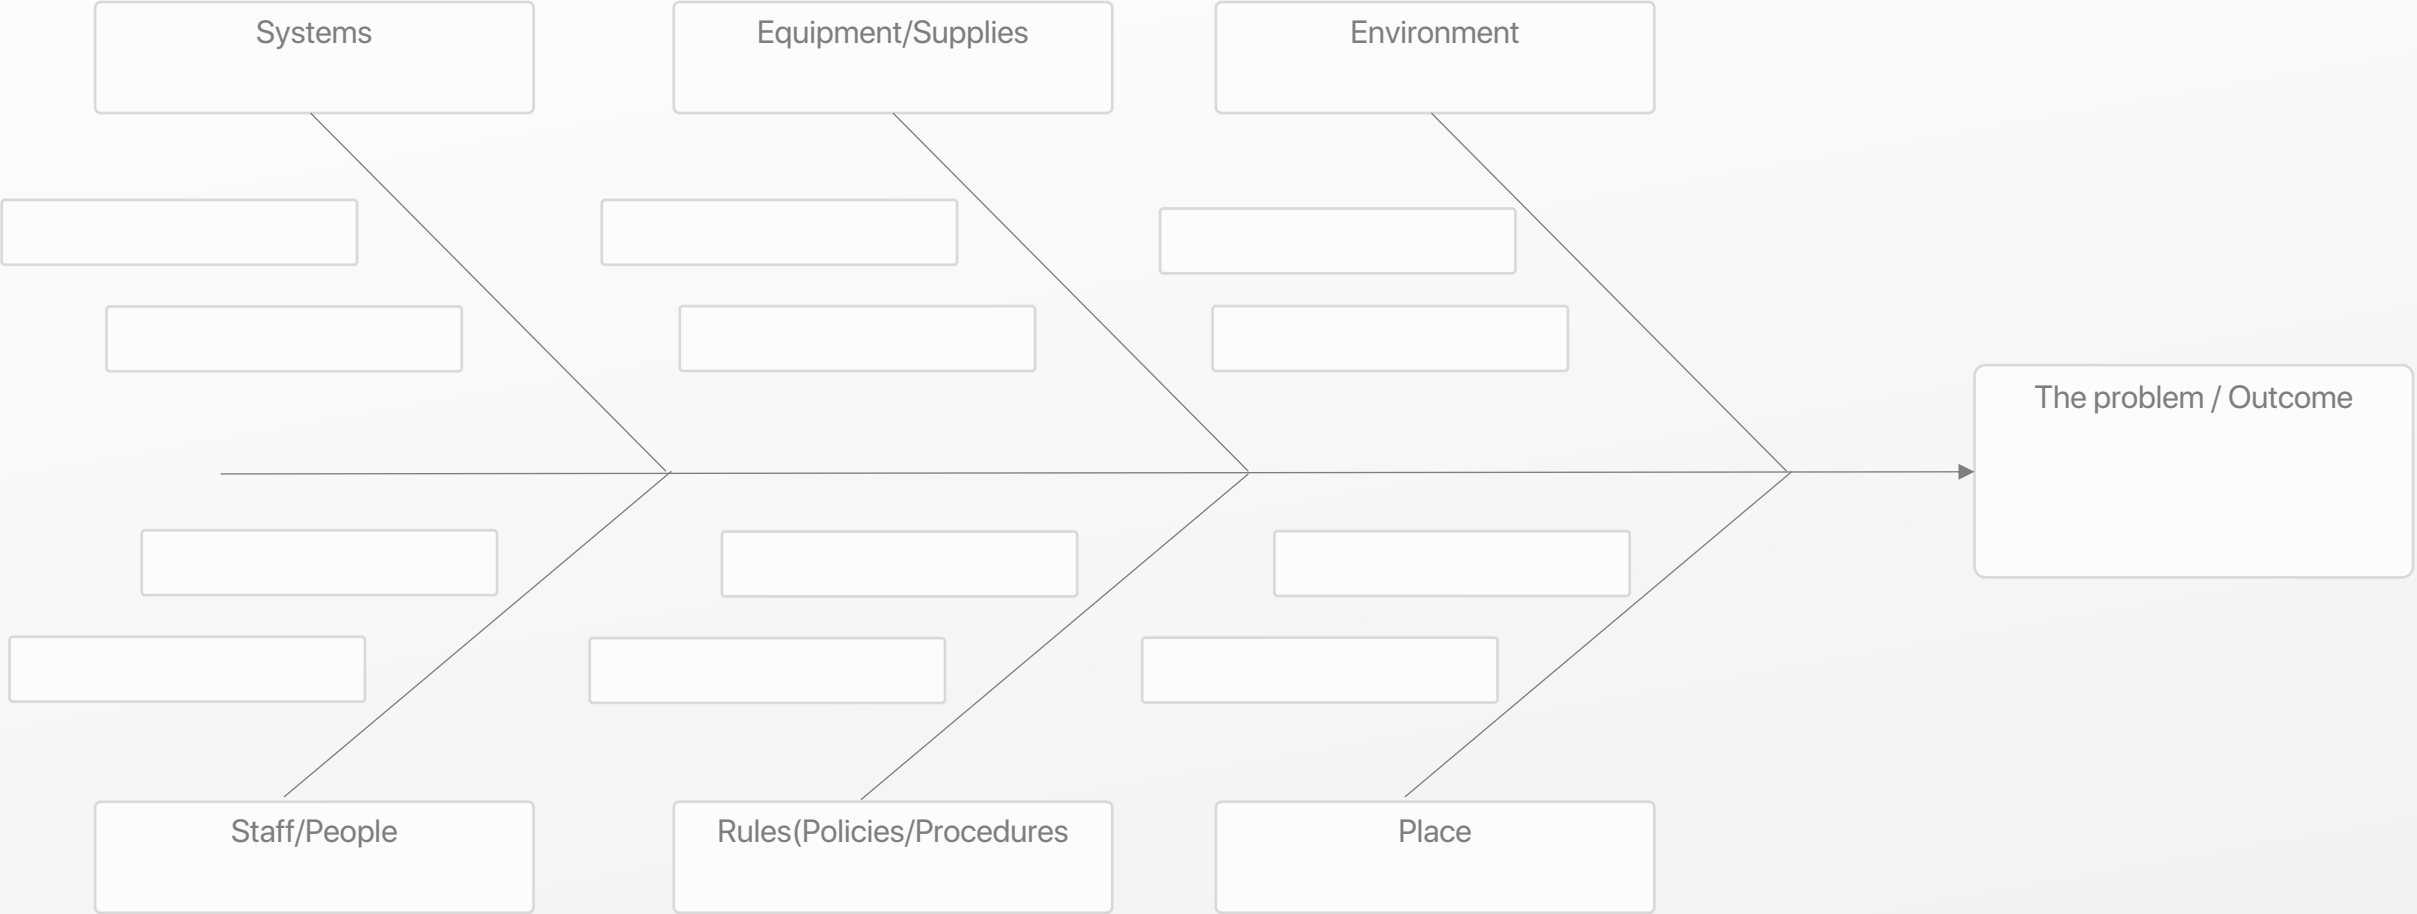 Systems
Equipment/Supplies
Environment
The problem / Outcome
Staff/People
Rules(Policies/Procedures
Place